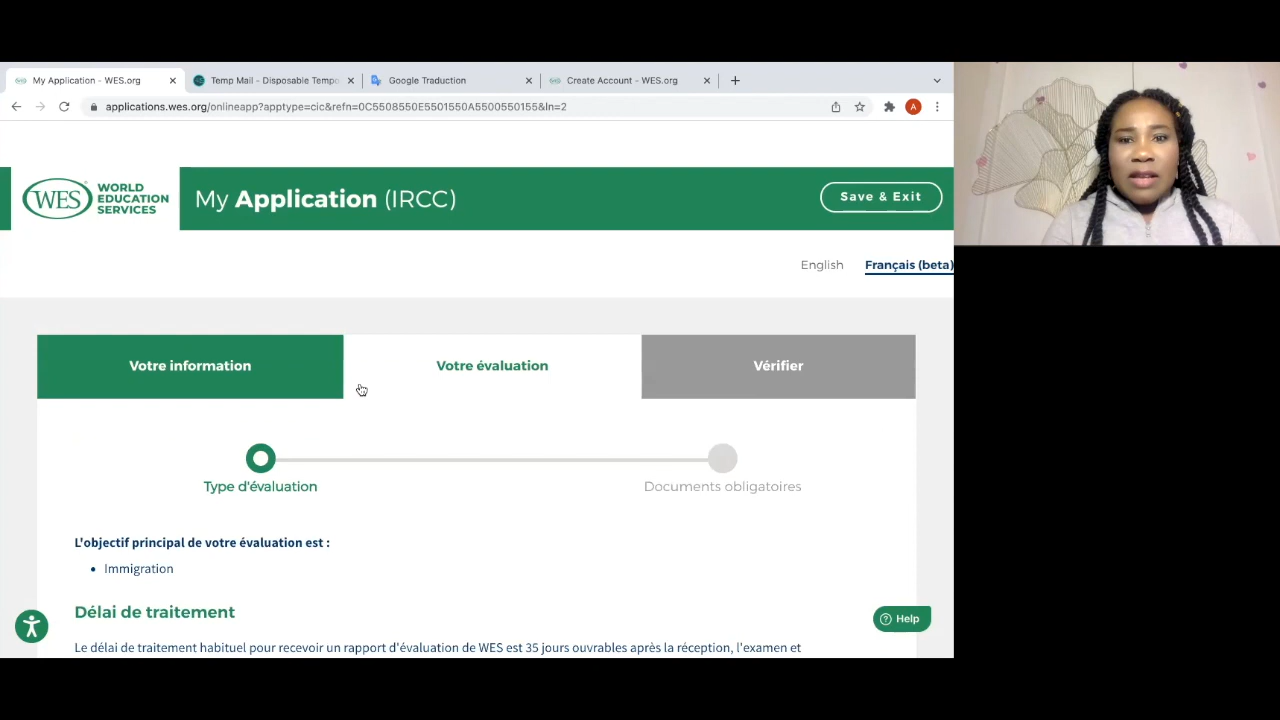 My Application - WES.org
Temp Mail - Disposable Tempo
Google Traduction
Create Account - WES.org
applications.wes.org/onlineapp?apptype=cic&refn=0C5508550E5501550A5500550155&ln=2
A
WES
WORLD
EDUCATION
SERVICES
My Application (IRCC)
Save & Exit
English
Français (beta)
Votre information
Votre évaluation
Vérifier
Type d'évaluation
Documents obligatoires
L'objectif principal de votre évaluation est :
• Immigration
Délai de traitement
Help
Le délai de traitement habituel pour recevoir un rapport d'évaluation de WES est 35 jours ouvrables après la réception, l'examen et